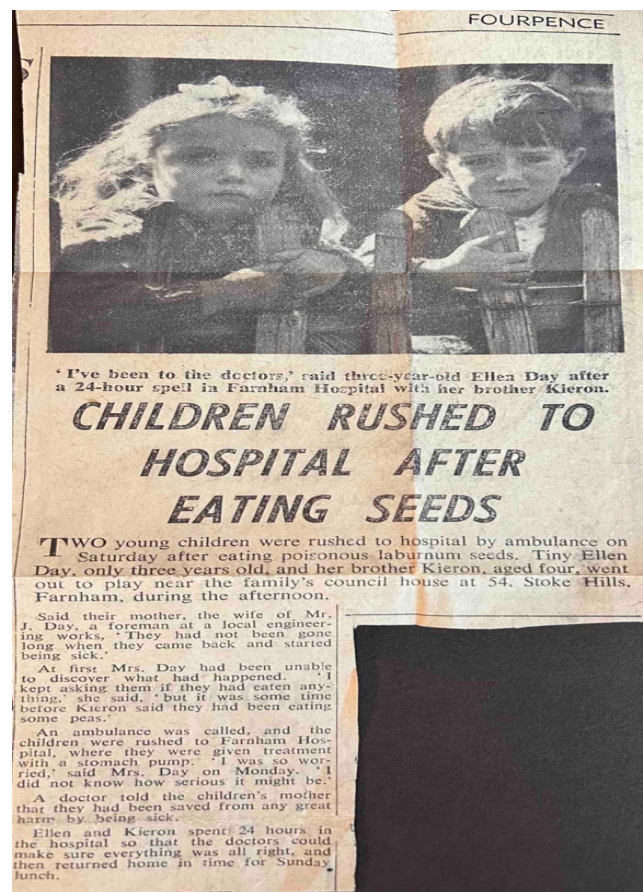 FOURPENCE
S
'I've been to the doctors,' said three-year-old Ellen Day after
a 24-hour spell in Farnham Hospital with her brother Kieron.
CHILDREN RUSHED TO
HOSPITAL AFTER
EATING SEEDS
TWO young children were rushed to hospital by ambulance on
Saturday after eating poisonous laburnum seeds. Tiny Ellen
Day, only three years old, and her brother Kieron, aged four, went
out to play near the family's council house at 54, Stoke Hills,
Farnham, during the afternoon.
Said their mother, the wife of Mr.
J. Day, a foreman at a local engineer-
ing works, 'They had not been gone
long when they came back and started
being sick.'
At first Mrs. Day had been unable
to discover what had happened. 'I
kept asking them if they had eaten any-
thing,' she said, 'but it was some time
before Kieron said they had been eating
some peas.'
An ambulance was called, and the
children were rushed to Farnham Hos-
pital, where they were given treatment
with a stomach pump. 'I was so wor-
ried,' said Mrs. Day on Monday. 'I
did not know how serious it might be.'
A doctor told the children's mother
that they had been saved from any great
harm by being sick.
Ellen and Kieron spent 24 hours in
the hospital so that the doctors could
make sure everything was all right, and
then returned home in time for Sunday
lunch.